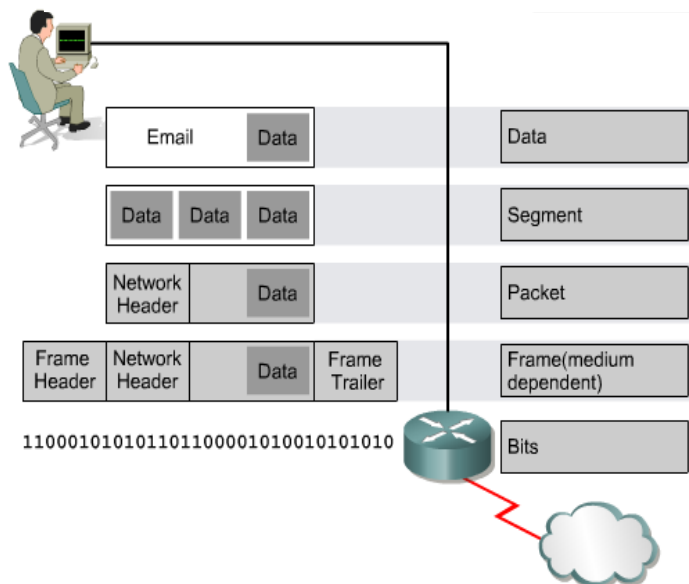 Email Data
Data
Data Data Data
Segment
Network
Header
Data
Packet
Frame
Header
Network
Header
Data
Frame
Trailer
Frame(medium
dependent)
1100010101011011000010100101010101010
Bits